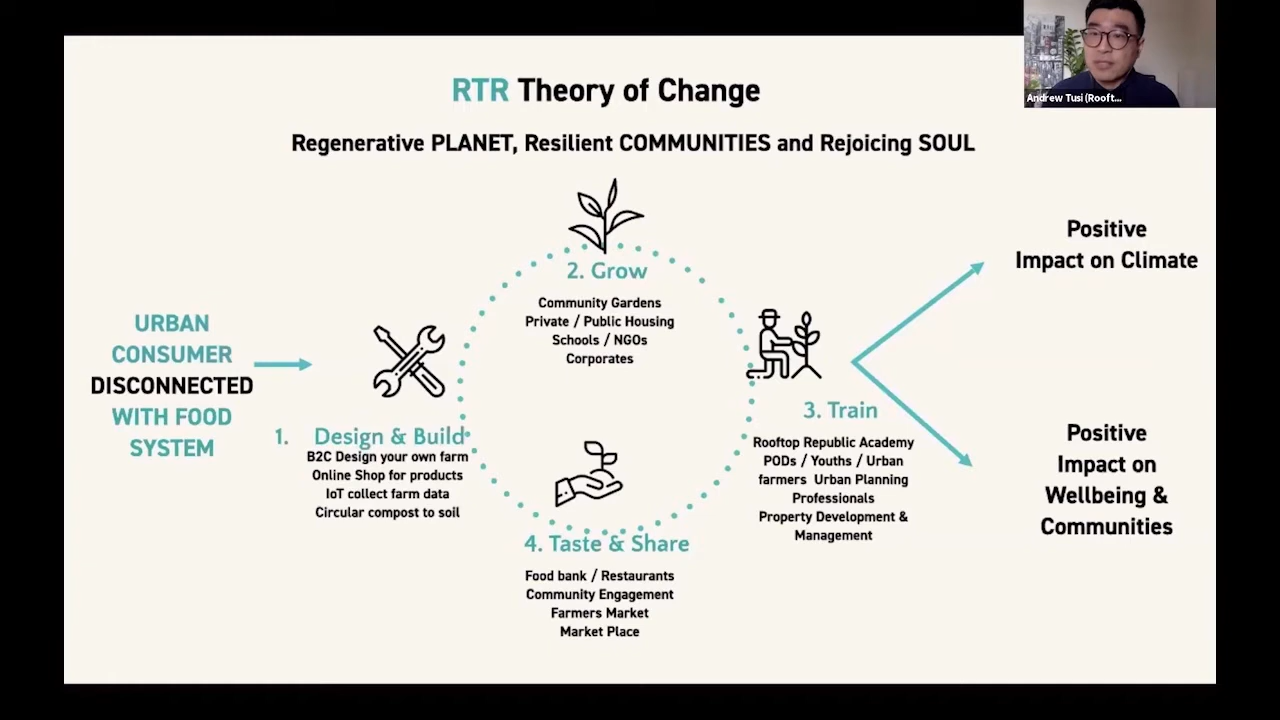 RTR Theory of Change
Regenerative PLANET, Resilient COMMUNITIES and Rejoicing SOUL
Andrew Tusi (Rooft...
URBAN
CONSUMER
DISCONNECTED
WITH FOOD
SYSTEM
1. Design & Build
B2C Design your own farm
Online Shop for products
IoT collect farm data
Circular compost to soil
2. Grow
Community Gardens
Private / Public Housing
Schools / NGOs
Corporates
3. Train
Rooftop Republic Academy
PODs / Youths / Urban
farmers Urban Planning
Professionals
Property Development &
Management
4. Taste & Share
Food bank / Restaurants
Community Engagement
Farmers Market
Market Place
Positive
Impact on Climate
Positive
Impact on
Wellbeing &
Communities